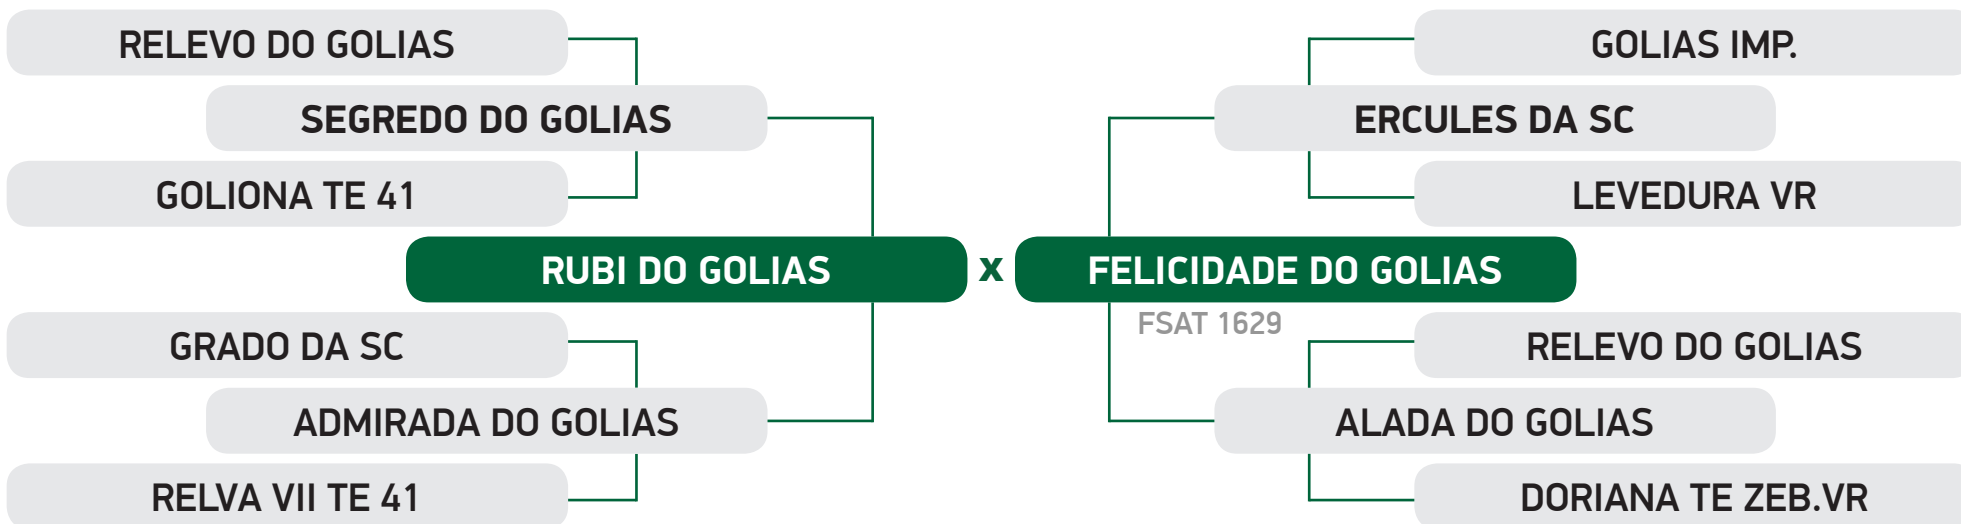 RELEVO DO GOLIAS
GOLIAS IMP.
SEGREDO DO GOLIAS
ERCULES DA SC
GOLIONA TE 41
LEVEDURA VR
RUBI DO GOLIAS x FELICIDADE DO GOLIAS
FSAT 1629
GRADO DA SC
RELEVO DO GOLIAS
ADMIRADA DO GOLIAS
ALADA DO GOLIAS
RELVA VII TE 41
DORIANA TE ZEB.VR